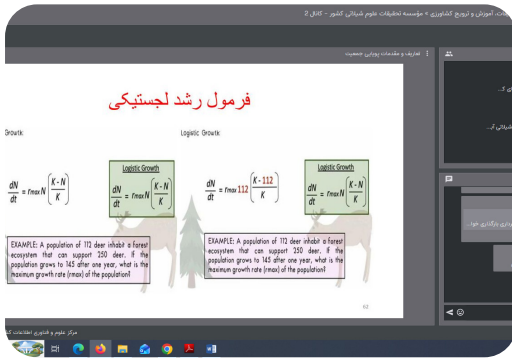 آموزش و ترویج کشاورزی » مؤسسه تحقیقات علوم شیلاتی کشور - کانال 2
تعاریف و مقدمات پویایی جمعیت
فرمول رشد لجستیکی
Growth:
Logistic Growth:
dN/dt = rmax N (K - N / K)
Logistic Growth
dN/dt = rmax N (K - N / K)
dN/dt = rmax 112 (K - 112 / K)
Logistic Growth
dN/dt = rmax N (K - N / K)
EXAMPLE: A population of 112 deer inhabit a forest
ecosystem that can support 250 deer. If the
population grows to 145 after one year, what is the
maximum growth rate (rmax) of the population?
EXAMPLE: A population of 112 deer inhabit a forest
ecosystem that can support 250 deer. If the
population grows to 145 after one year, what is the
maximum growth rate (rmax) of the population?
مرکز علوم و فناوری اطلاعات